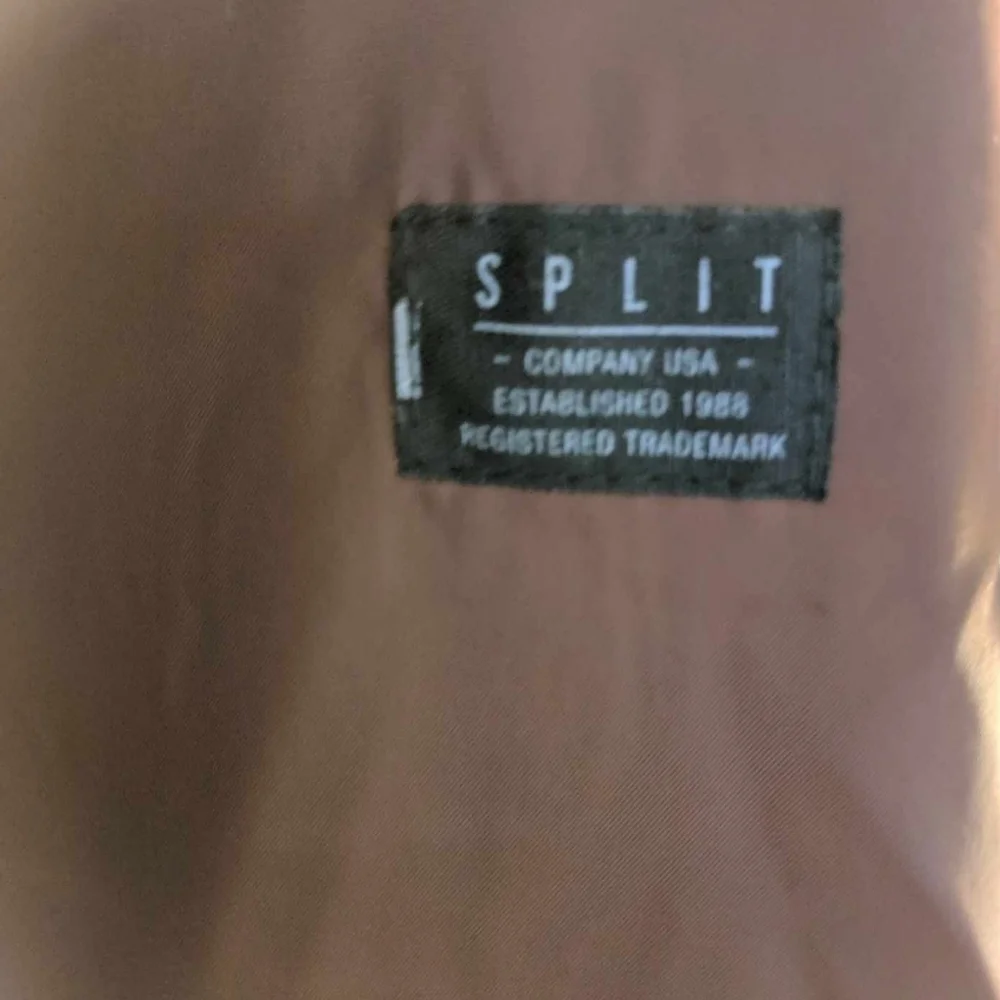 SPLIT
- COMPANY USA -
ESTABLISHED 1988
REGISTERED TRADEMARK